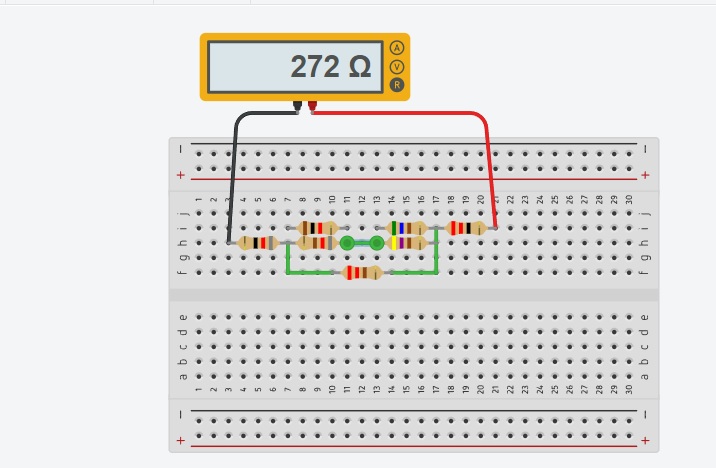 272 Ω
A
V
R
− −
+ +
1 2 3 4 5 6 7 8 9 10 11 12 13 14 15 16 17 18 19 20 21 22 23 24 25 26 27 28 29 30
j j
i i
h h
g g
f f
e e
d d
c c
b b
a a
1 2 3 4 5 6 7 8 9 10 11 12 13 14 15 16 17 18 19 20 21 22 23 24 25 26 27 28 29 30
− −
+ +